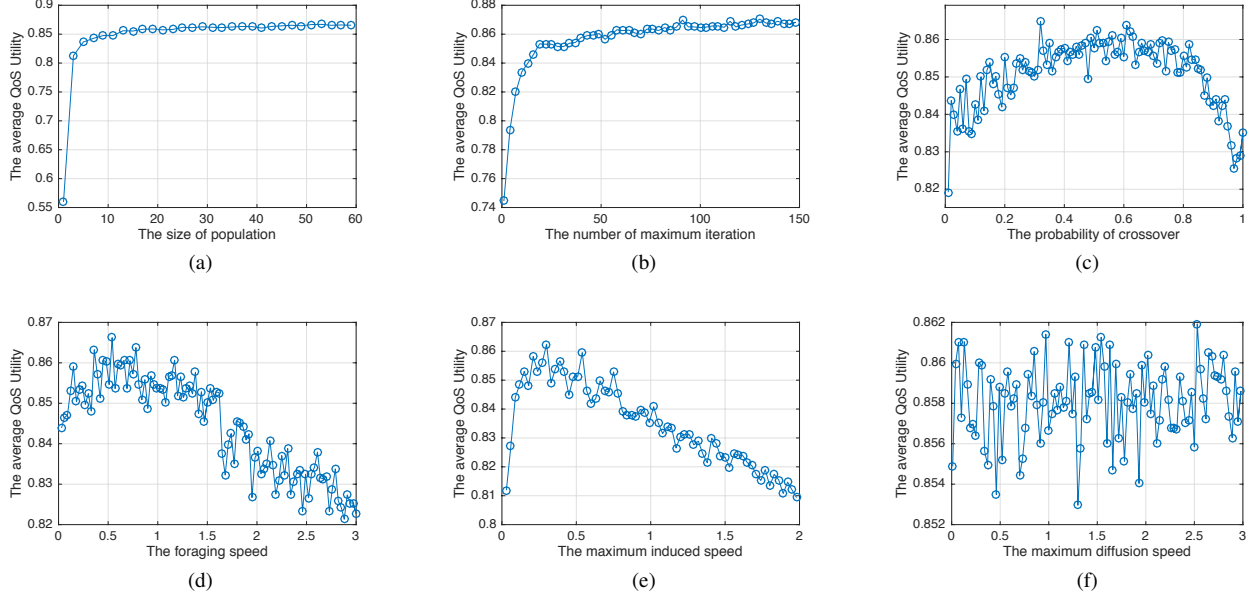 0.9
0.85
0.8
0.75
0.7
0.65
0.6
0.55
The average QoS Utility
0 10 20 30 40 50 60
The size of population
(a)
0.88
0.86
0.84
0.82
0.8
0.78
0.76
0.74
The average QoS Utility
0 50 100 150
The number of maximum iteration
(b)
0.86
0.85
0.84
0.83
0.82
The average QoS Utility
0 0.2 0.4 0.6 0.8 1
The probability of crossover
(c)
0.87
0.86
0.85
0.84
0.83
0.82
The average QoS Utility
0 0.5 1 1.5 2 2.5 3
The foraging speed
(d)
0.87
0.86
0.85
0.84
0.83
0.82
0.81
0.8
The average QoS Utility
0 0.5 1 1.5 2
The maximum induced speed
(e)
0.862
0.86
0.858
0.856
0.854
0.852
The average QoS Utility
0 0.5 1 1.5 2 2.5 3
The maximum diffusion speed
(f)